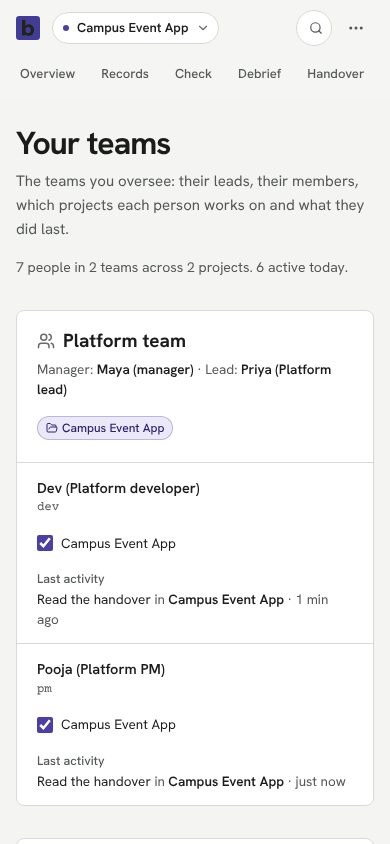 b
Campus Event App
Overview
Records
Check
Debrief
Handover
Your teams
The teams you oversee: their leads, their members,
which projects each person works on and what they
did last.
7 people in 2 teams across 2 projects. 6 active today.
Platform team
Manager: Maya (manager) · Lead: Priya (Platform
lead)
Campus Event App
Dev (Platform developer)
dev
Campus Event App
Last activity
Read the handover in Campus Event App · 1 min
ago
Pooja (Platform PM)
pm
Campus Event App
Last activity
Read the handover in Campus Event App · just now